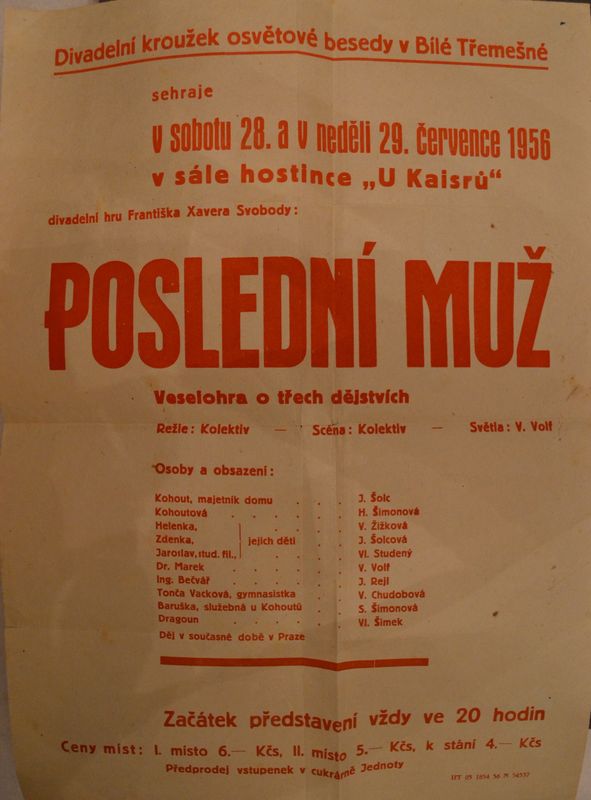 Divadelní kroužek osvětové besedy v Bílé Třemešné
sehraje
v sobotu 28. a v neděli 29. července 1956
v sále hostince „U Kaisrů“
divadelní hru Františka Xavera Svobody:
POSLEDNÍ MUŽ
Veselohra o třech dějstvích
Režie: Kolektiv — Scéna: Kolektiv — Světla: V. Volf
Osoby a obsazení:
Kohout, majetník domu . . . J. Šolc
Kohoutová . . . . . . . H. Šimonová
Helenka, . . . V. Žižková
Zdenka, jejich děti . . . J. Šolcová
Jaroslav, stud. fil., . . . Vl. Studený
Dr. Marek . . . . . . . V. Volf
Ing. Bečvář . . . . . . . J. Rejl
Tonča Vacková, gymnasistka . . V. Chudobová
Baruška, služebná u Kohoutů . . S. Šimonová
Dragoun . . . . . . . Vl. Šimek
Děj v současné době v Praze
Začátek představení vždy ve 20 hodin
Ceny míst: I. místo 6.— Kčs, II. místo 5.— Kčs, k stání 4.— Kčs
Předprodej vstupenek v cukrárně Jednoty